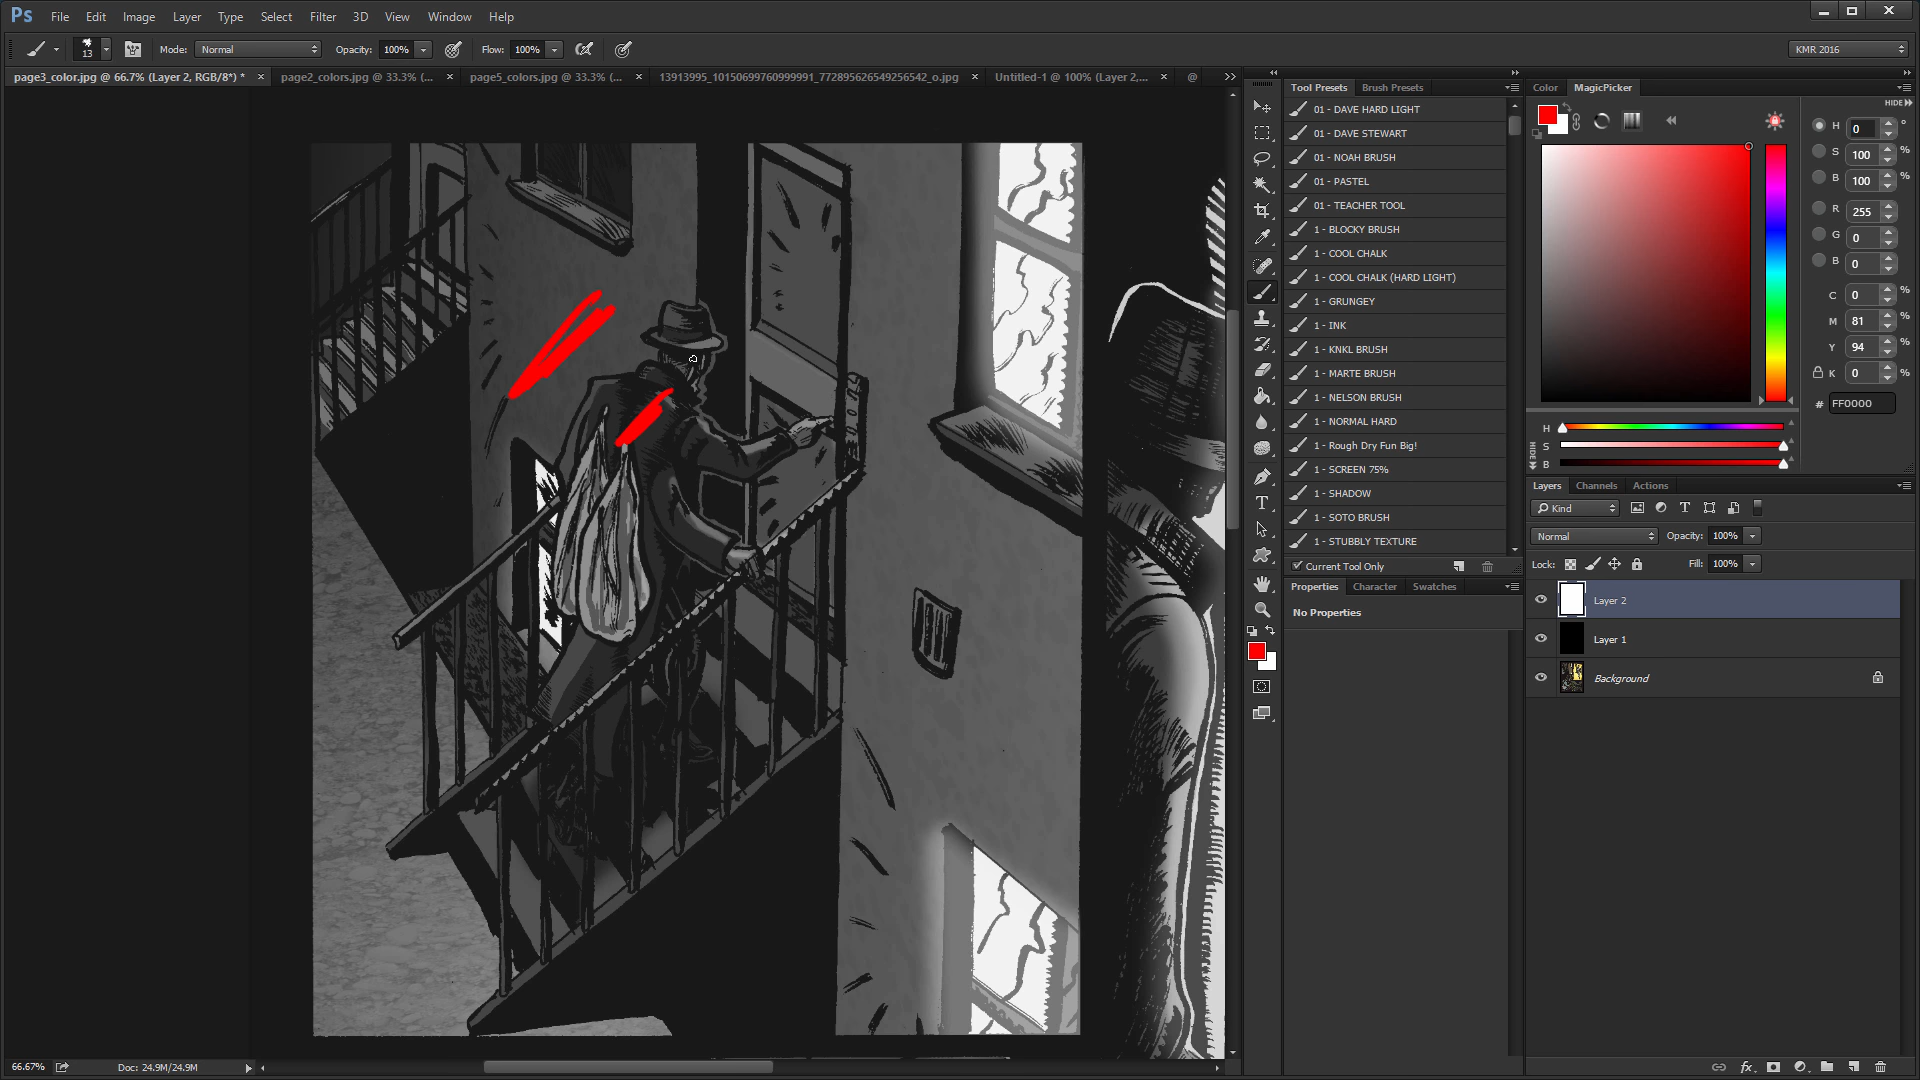 Ps File Edit Image Layer Type Select Filter 3D View Window Help
13 Mode: Normal Opacity: 100% Flow: 100% KMR 2016
page3_color.jpg @ 66.7% (Layer 2, RGB/8*) * × page2_colors.jpg @ 33.3% (... × page5_colors.jpg @ 33.3% (... × 13913995_10150699760999991_772895626549256542_o.jpg × Untitled-1 @ 100% (Layer 2,... × @
Tool Presets Brush Presets
01 - DAVE HARD LIGHT
01 - DAVE STEWART
01 - NOAH BRUSH
01 - PASTEL
01 - TEACHER TOOL
1 - BLOCKY BRUSH
1 - COOL CHALK
1 - COOL CHALK (HARD LIGHT)
1 - GRUNGEY
1 - INK
1 - KNKL BRUSH
1 - MARTE BRUSH
1 - NELSON BRUSH
1 - NORMAL HARD
1 - Rough Dry Fun Big!
1 - SCREEN 75%
1 - SHADOW
1 - SOTO BRUSH
1 - STUBBLY TEXTURE
Current Tool Only
Properties Character Swatches
No Properties
Color MagicPicker
HIDE
H 0 °
S 100 %
B 100 %
R 255
G 0
B 0
C 0 %
M 81 %
Y 94 %
K 0 %
# FF0000
H
S
B
HIDE
Layers Channels Actions
Kind
Normal Opacity: 100%
Lock: Fill: 100%
Layer 2
Layer 1
Background
66.67% Doc: 24.9M/24.9M